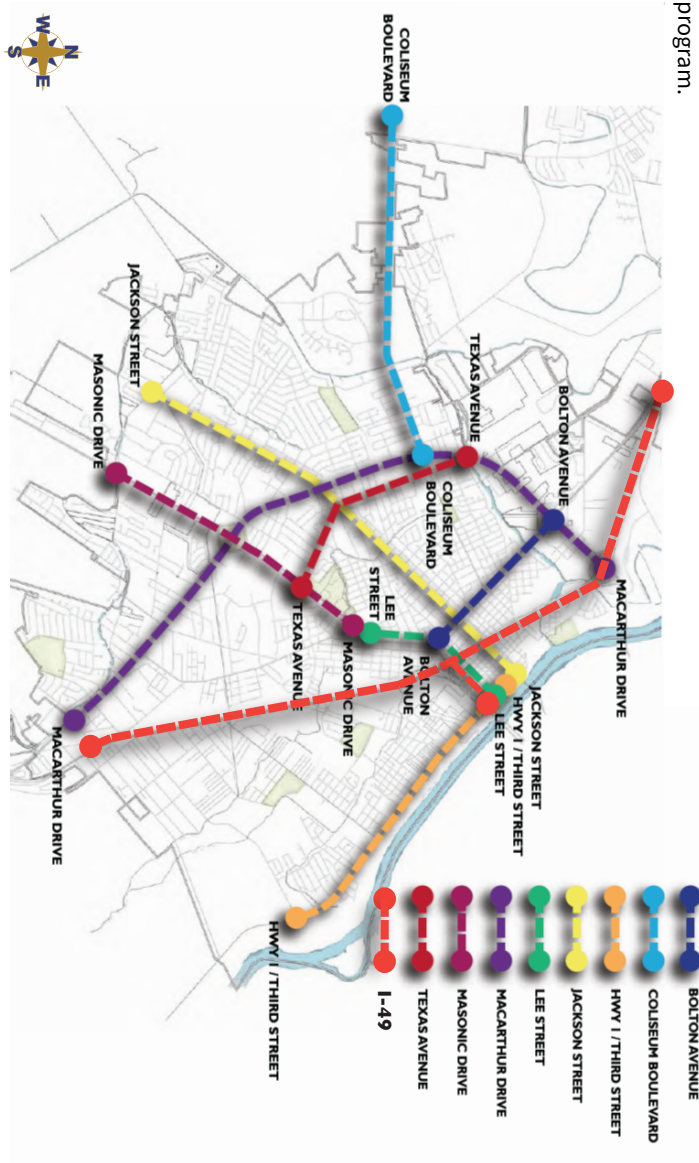 program.
N
W
E
S
COLISEUM
BOULEVARD
JACKSON STREET
MASONIC DRIVE
TEXAS AVENUE
BOLTON AVENUE
COLISEUM
BOULEVARD
MACARTHUR DRIVE
LEE
STREET
TEXAS AVENUE
MASONIC DRIVE
BOLTON
AVENUE
JACKSON STREET
HWY 1 / THIRD STREET
LEE STREET
MACARTHUR DRIVE
HWY 1 / THIRD STREET
BOLTON AVENUE
COLISEUM BOULEVARD
HWY 1 / THIRD STREET
JACKSON STREET
LEE STREET
MACARTHUR DRIVE
MASONIC DRIVE
TEXAS AVENUE
I-49